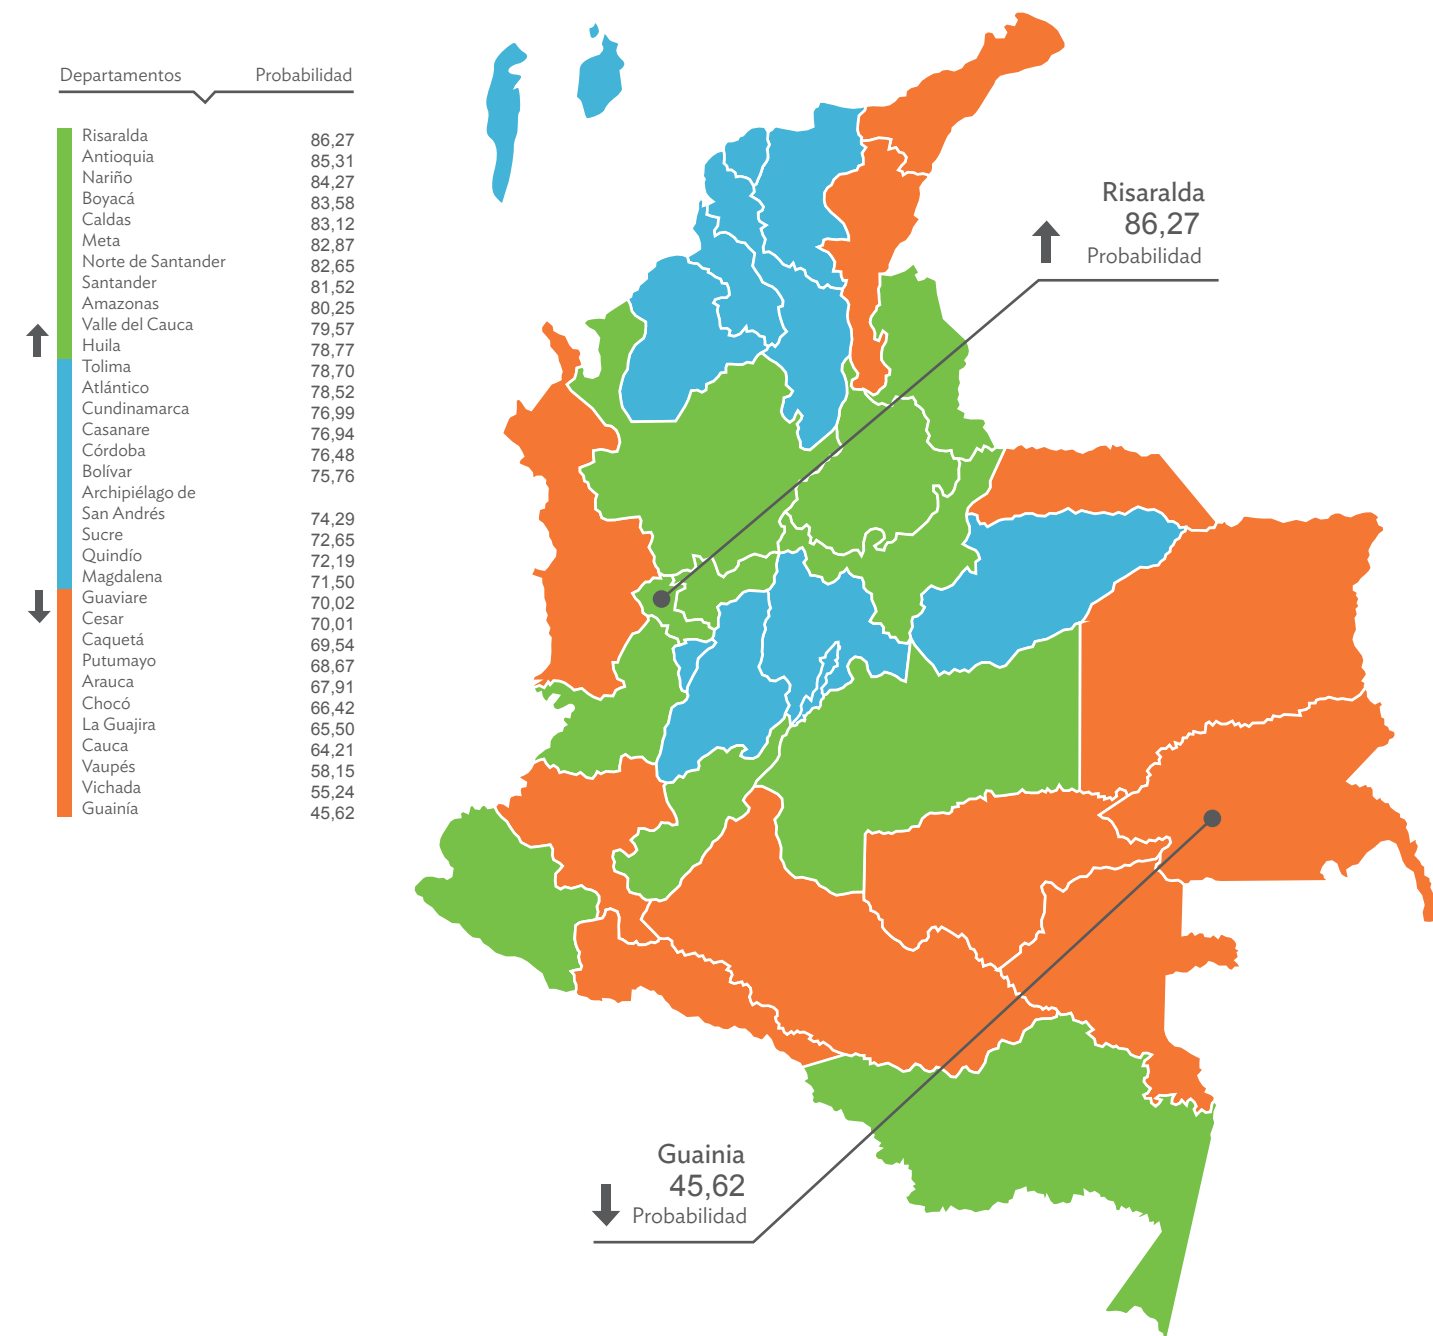 Departamentos Probabilidad
Risaralda 86,27
Antioquia 85,31
Nariño 84,27
Boyacá 83,58
Caldas 83,12
Meta 82,87
Norte de Santander 82,65
Santander 81,52
Amazonas 80,25
Valle del Cauca 79,57
Huila 78,77
Tolima 78,70
Atlántico 78,52
Cundinamarca 76,99
Casanare 76,94
Córdoba 76,48
Bolívar 75,76
Archipiélago de
San Andrés 74,29
Sucre 72,65
Quindío 72,19
Magdalena 71,50
Guaviare 70,02
Cesar 70,01
Caquetá 69,54
Putumayo 68,67
Arauca 67,91
Chocó 66,42
La Guajira 65,50
Cauca 64,21
Vaupés 58,15
Vichada 55,24
Guainía 45,62
Risaralda
86,27
Probabilidad
Guainia
45,62
Probabilidad